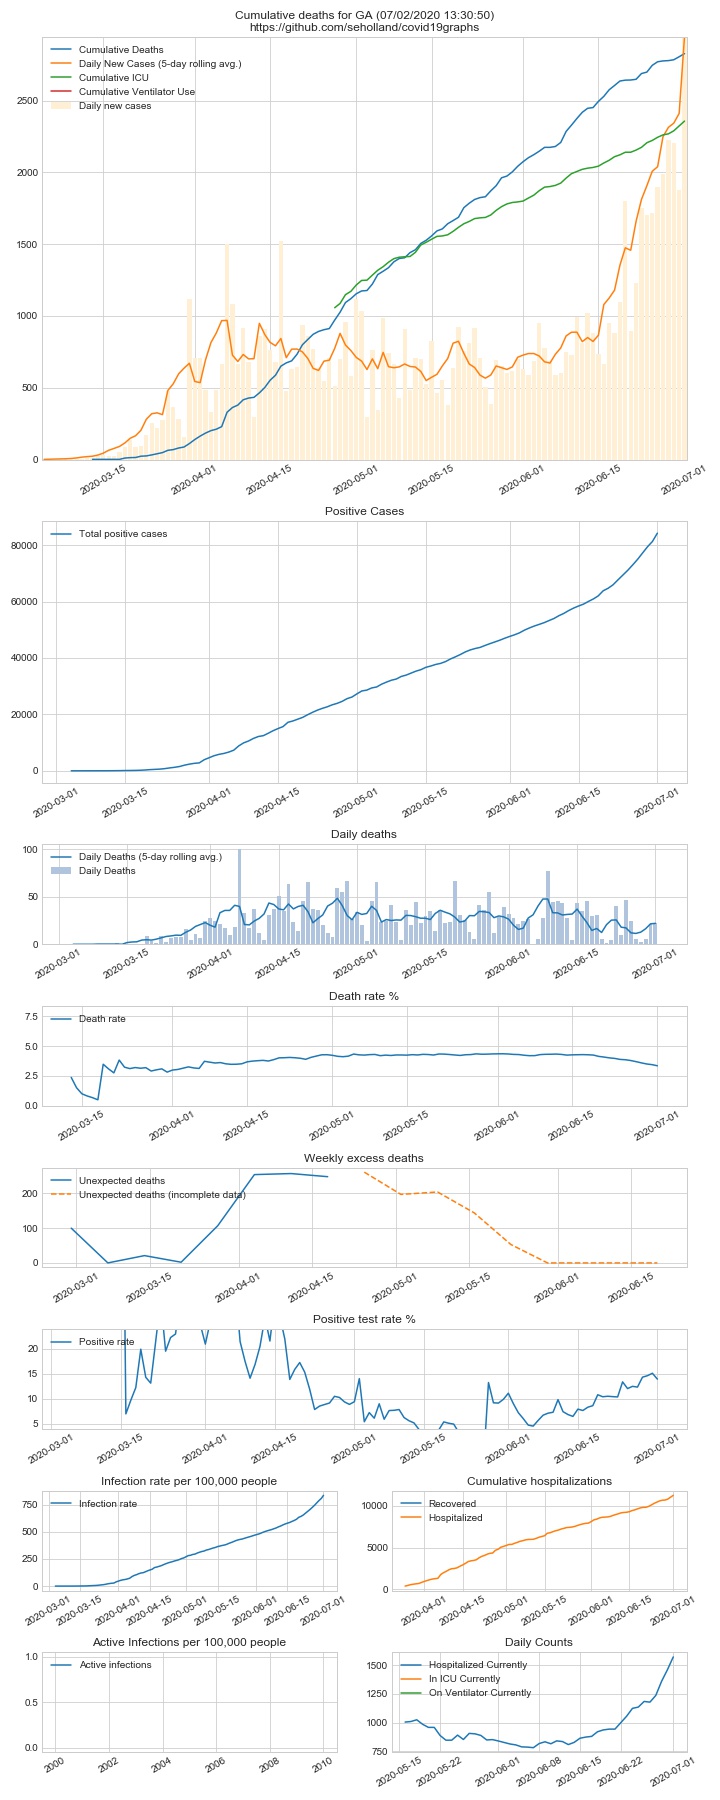 Cumulative deaths for GA (07/02/2020 13:30:50)
https://github.com/seholland/covid19graphs
Cumulative Deaths
Daily New Cases (5-day rolling avg.)
Cumulative ICU
Cumulative Ventilator Use
Daily new cases
2500
2000
1500
1000
500
0
2020-03-15 2020-04-01 2020-04-15 2020-05-01 2020-05-15 2020-06-01 2020-06-15 2020-07-01
Positive Cases
Total positive cases
80000
60000
40000
20000
0
2020-03-01 2020-03-15 2020-04-01 2020-04-15 2020-05-01 2020-05-15 2020-06-01 2020-06-15 2020-07-01
Daily deaths
Daily Deaths (5-day rolling avg.)
Daily Deaths
100
50
0
2020-03-01 2020-03-15 2020-04-01 2020-04-15 2020-05-01 2020-05-15 2020-06-01 2020-06-15 2020-07-01
Death rate %
Death rate
7.5
5.0
2.5
0.0
2020-03-15 2020-04-01 2020-04-15 2020-05-01 2020-05-15 2020-06-01 2020-06-15 2020-07-01
Weekly excess deaths
Unexpected deaths
Unexpected deaths (incomplete data)
200
100
0
2020-03-01 2020-03-15 2020-04-01 2020-04-15 2020-05-01 2020-05-15 2020-06-01 2020-06-15
Positive test rate %
Positive rate
20
15
10
5
2020-03-01 2020-03-15 2020-04-01 2020-04-15 2020-05-01 2020-05-15 2020-06-01 2020-06-15 2020-07-01
Infection rate per 100,000 people
Infection rate
750
500
250
0
2020-03-01 2020-03-15 2020-04-01 2020-04-15 2020-05-01 2020-05-15 2020-06-01 2020-06-15 2020-07-01
Cumulative hospitalizations
Recovered
Hospitalized
10000
5000
0
2020-04-01 2020-04-15 2020-05-01 2020-05-15 2020-06-01 2020-06-15 2020-07-01
Active Infections per 100,000 people
Active infections
1.0
0.5
0.0
2000 2002 2004 2006 2008 2010
Daily Counts
Hospitalized Currently
In ICU Currently
On Ventilator Currently
1500
1250
1000
750
2020-05-15 2020-05-22 2020-06-01 2020-06-08 2020-06-15 2020-06-22 2020-07-01